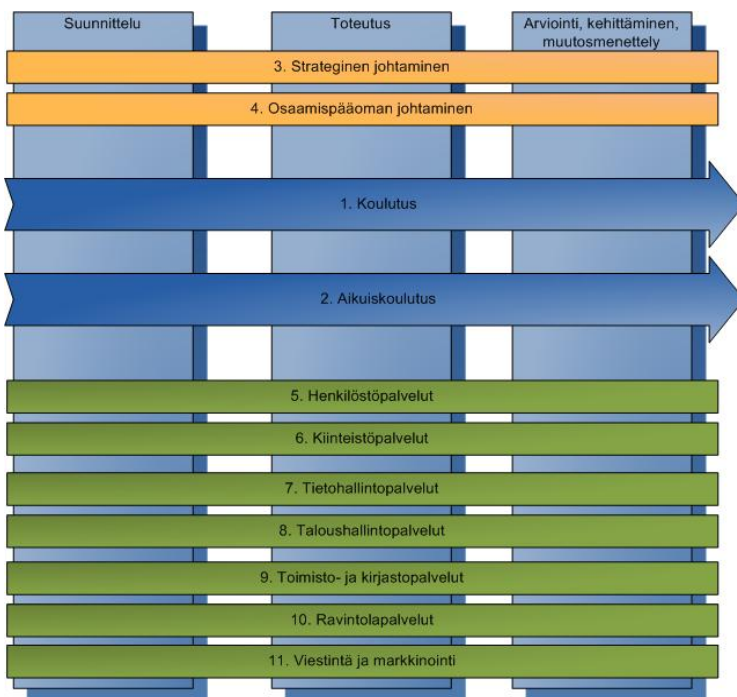 Suunnittelu
Toteutus
Arviointi, kehittäminen,
muutosmenettely
3. Strateginen johtaminen
4. Osaamispääoman johtaminen
1. Koulutus
2. Aikuiskoulutus
5. Henkilöstöpalvelut
6. Kiinteistöpalvelut
7. Tietohallintopalvelut
8. Taloushallintopalvelut
9. Toimisto- ja kirjastopalvelut
10. Ravintolapalvelut
11. Viestintä ja markkinointi